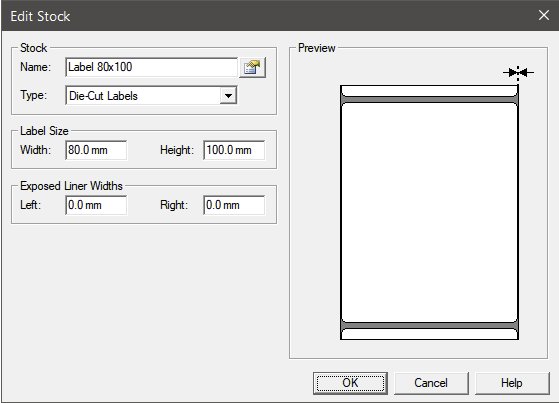 Edit Stock
Stock
Name: Label 80x100
Type: Die-Cut Labels
Label Size
Width: 80.0 mm Height: 100.0 mm
Exposed Liner Widths
Left: 0.0 mm Right: 0.0 mm
Preview
OK Cancel Help